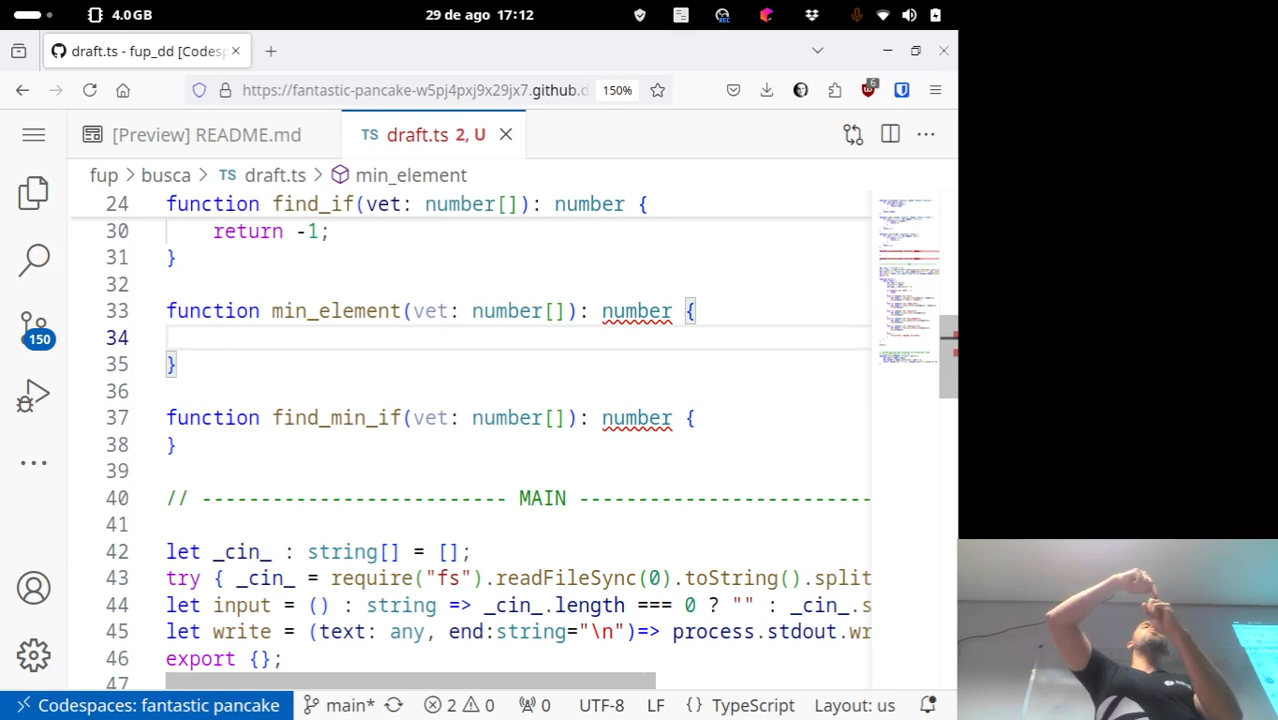 4.0GB
29 de ago 17:12
REC
draft.ts - fup_dd [Codesp
https://fantastic-pancake-w5pj4pxj9x29jx7.github.d
150%
6
[Preview] README.md
TS draft.ts 2, U
fup > busca > TS draft.ts > min_element
24 function find_if(vet: number[]): number {
30 return -1;
31 }
32
33 function min_element(vet: number[]): number {
34
35 }
36
37 function find_min_if(vet: number[]): number {
38 }
39
40 // -------------------------- MAIN -------------------------
41
42 let _cin_ : string[] = [];
43 try { _cin_ = require("fs").readFileSync(0).toString().split
44 let input = () : string => _cin_.length === 0 ? "" : _cin_.s
45 let write = (text: any, end:string="\n")=> process.stdout.wr
46 export {};
47
150
Codespaces: fantastic pancake
main*
2 0
0
UTF-8
LF
{} TypeScript
Layout: us